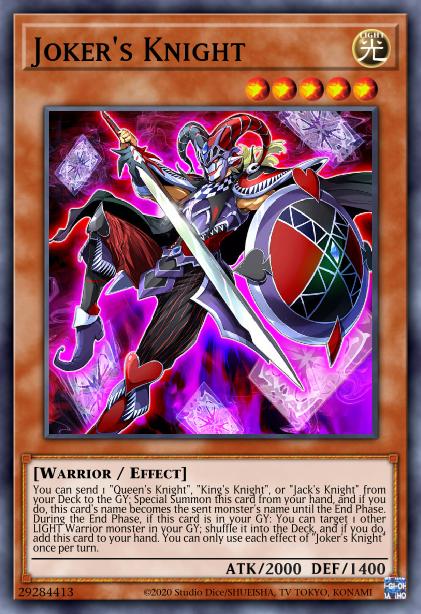 Joker's Knight
LIGHT
光
[Warrior / Effect]
You can send 1 "Queen's Knight", "King's Knight", or "Jack's Knight" from
your Deck to the GY; Special Summon this card from your hand, and if you
do, this card's name becomes the sent monster's name until the End Phase.
During the End Phase, if this card is in your GY: You can target 1 other
LIGHT Warrior monster in your GY; shuffle it into the Deck, and if you do,
add this card to your hand. You can only use each effect of "Joker's Knight"
once per turn.
ATK/2000 DEF/1400
29284413 ©2020 Studio Dice/SHUEISHA, TV TOKYO, KONAMI